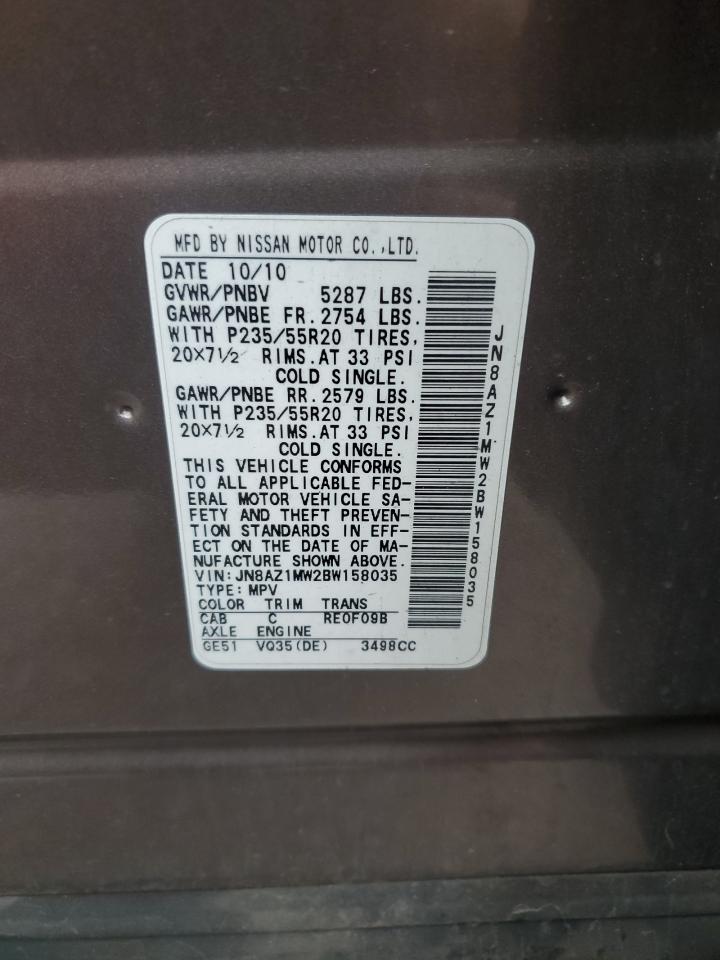 MFD BY NISSAN MOTOR CO.,LTD.
DATE 10/10
GVWR/PNBV 5287 LBS.
GAWR/PNBE FR. 2754 LBS.
WITH P235/55R20 TIRES,
20×7 1/2 RIMS. AT 33 PSI
COLD SINGLE.
GAWR/PNBE RR. 2579 LBS.
WITH P235/55R20 TIRES,
20×7 1/2 RIMS. AT 33 PSI
COLD SINGLE.
THIS VEHICLE CONFORMS
TO ALL APPLICABLE FED-
ERAL MOTOR VEHICLE SA-
FETY AND THEFT PREVEN-
TION STANDARDS IN EFF-
ECT ON THE DATE OF MA-
NUFACTURE SHOWN ABOVE.
VIN: JN8AZ1MW2BW158035
TYPE: MPV
COLOR TRIM TRANS
CAB C RE0F09B
AXLE ENGINE
GE51 VQ35(DE) 3498CC
JN8AZ1MW2BW158035